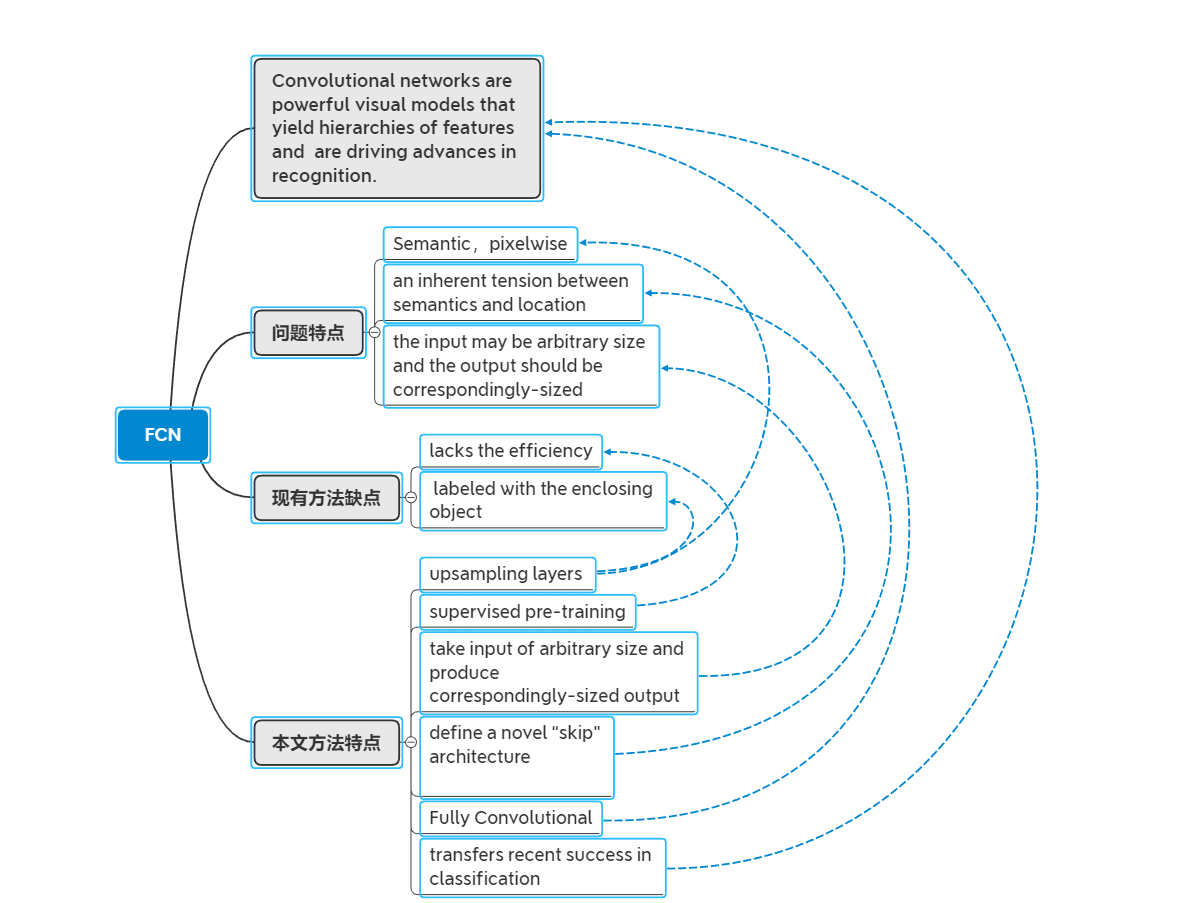 Convolutional networks are
powerful visual models that
yield hierarchies of features
and  are driving advances in
recognition.
Semantic，pixelwise
an inherent tension between
semantics and location
问题特点
the input may be arbitrary size
and the output should be
correspondingly-sized
FCN
lacks the efficiency
现有方法缺点
labeled with the enclosing
object
upsampling layers
supervised pre-training
take input of arbitrary size and
produce
correspondingly-sized output
本文方法特点
define a novel "skip"
architecture
Fully Convolutional
transfers recent success in
classification